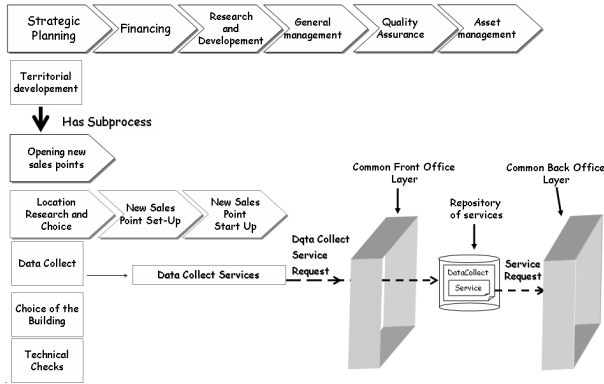 Strategic
Planning
Financing
Research
and
Developement
General
management
Quality
Assurance
Asset
management
Territorial
developement
Has Subprocess
Opening new
sales points
Location
Research and
Choice
New Sales
Point Set-Up
New Sales
Point
Start Up
Data Collect
Choice of the
Building
Technical
Checks
Data Collect Services
Dqta Collect
Service
Request
Common Front Office
Layer
Repository
of services
DataCollect
Service
Service
Request
Common Back Office
Layer